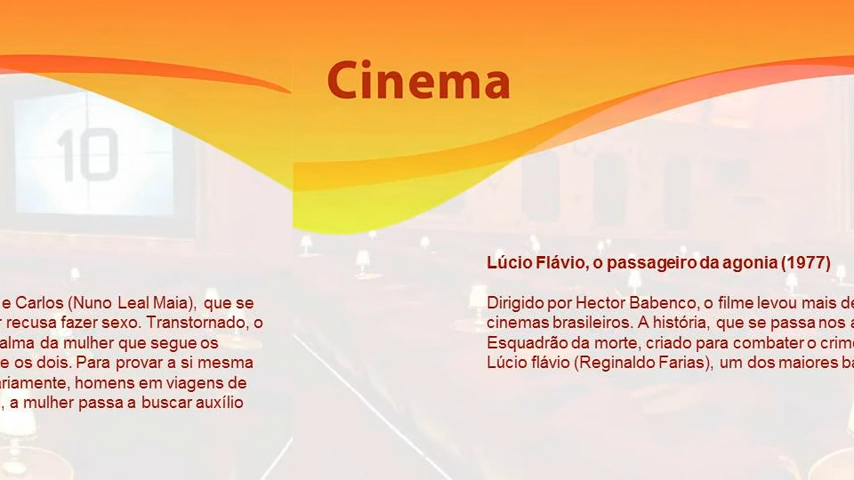 Cinema
10
e Carlos (Nuno Leal Maia), que se
recusa fazer sexo. Transtornado, o
alma da mulher que segue os
e os dois. Para provar a si mesma
ariamente, homens em viagens de
, a mulher passa a buscar auxílio
Lúcio Flávio, o passageiro da agonia (1977)
Dirigido por Hector Babenco, o filme levou mais de
cinemas brasileiros. A história, que se passa nos a
Esquadrão da morte, criado para combater o crime
Lúcio flávio (Reginaldo Farias), um dos maiores ba